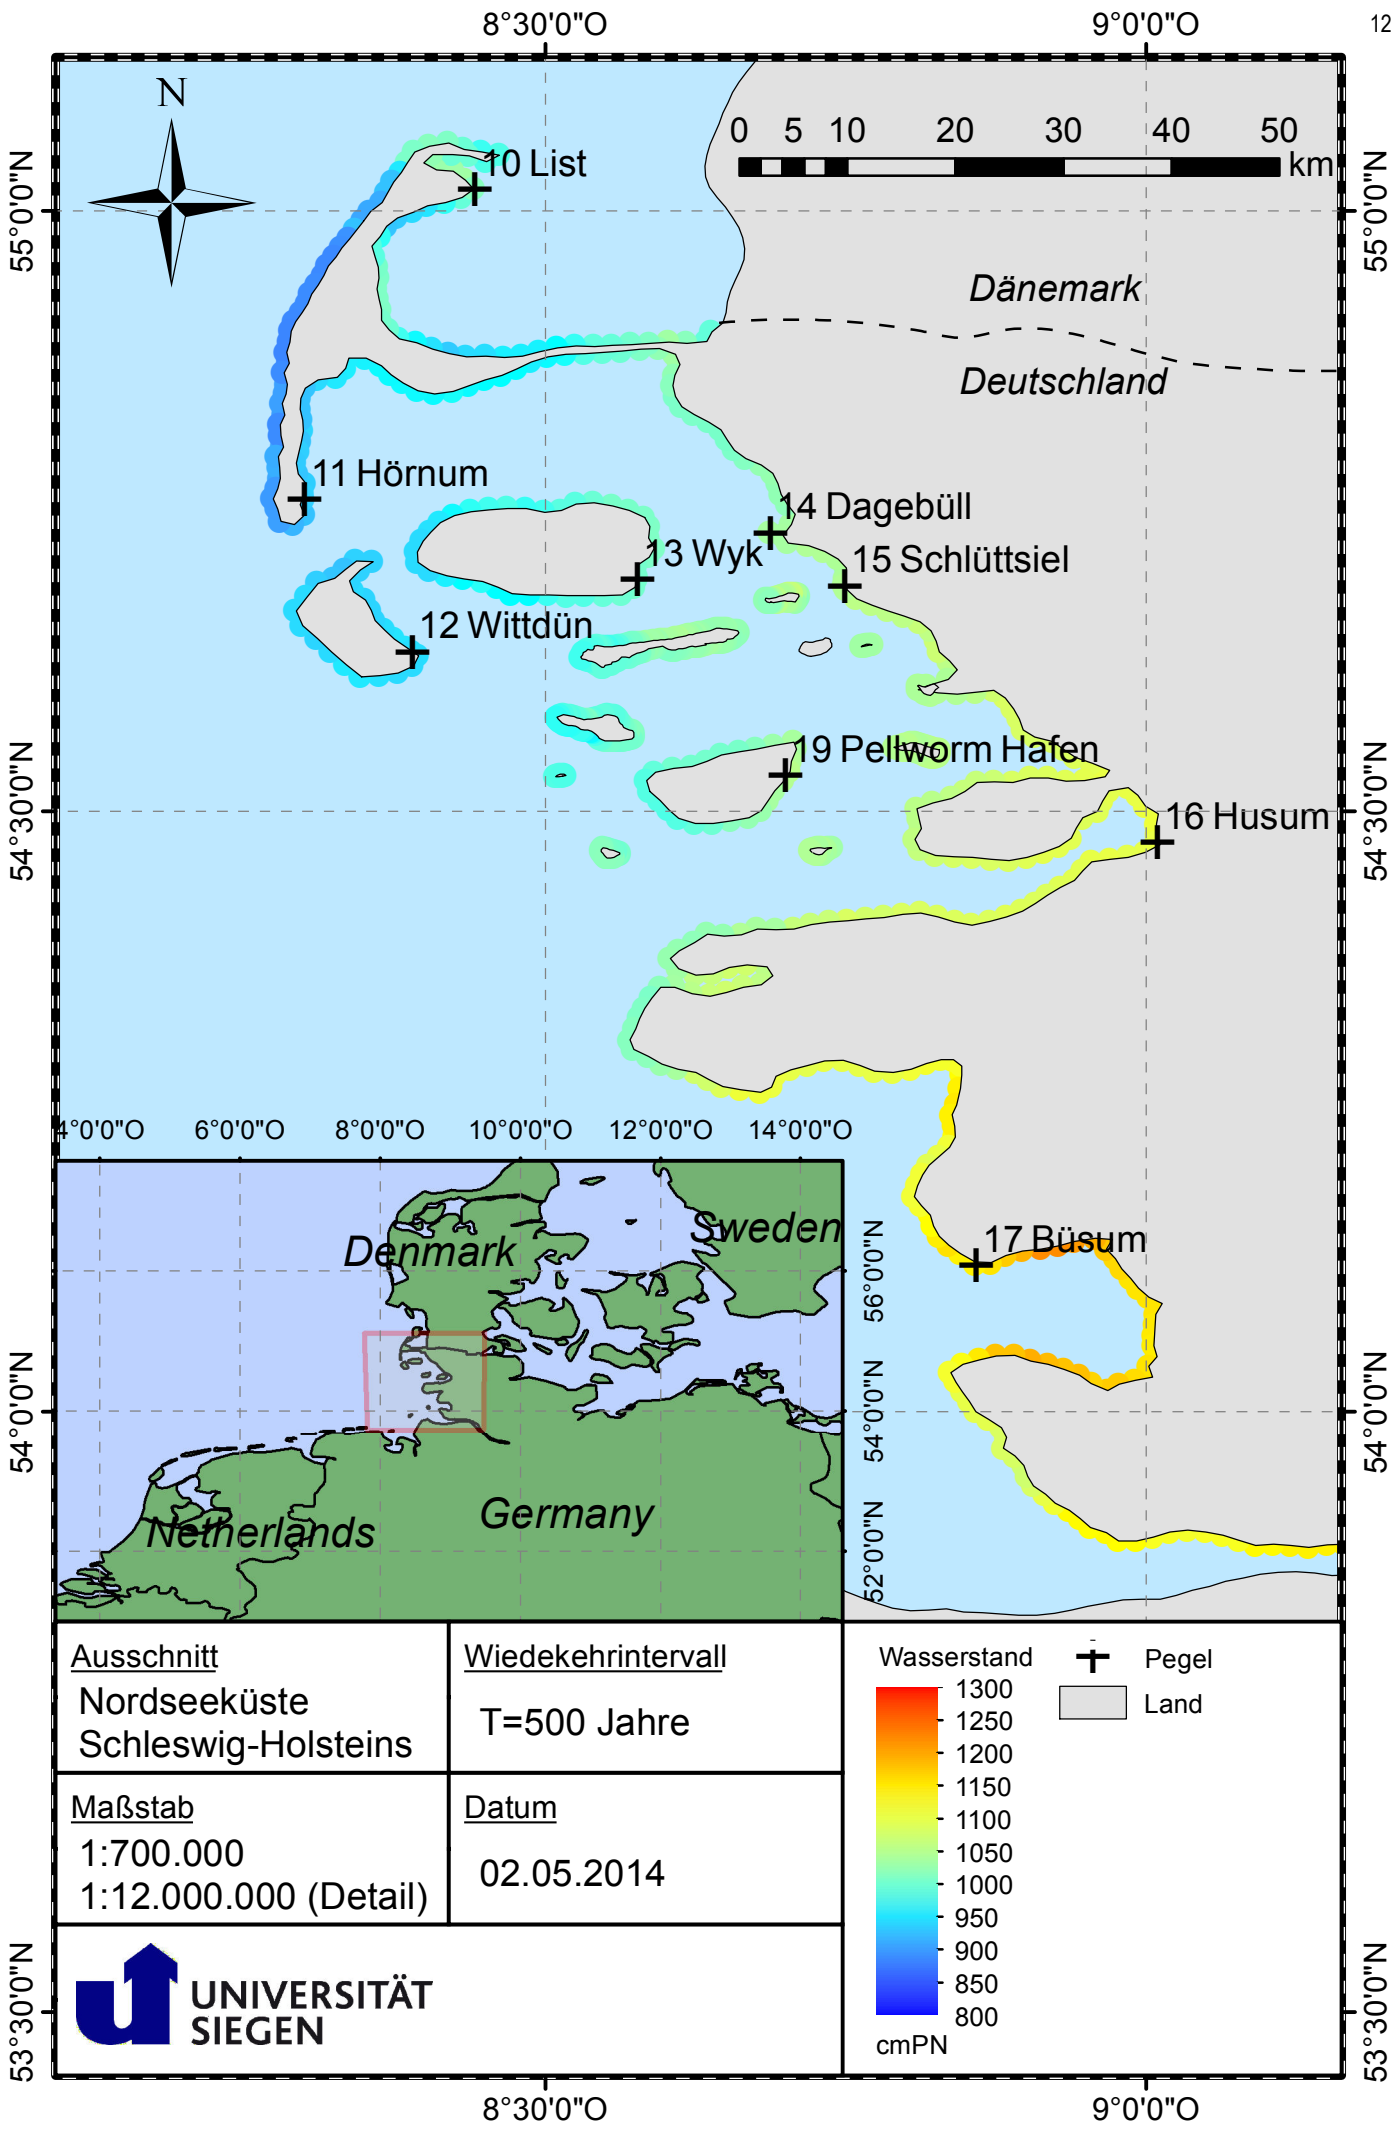 8°30'0"O
9°0'0"O
12
N
0 5 10 20 30 40 50
km
10 List
55°0'0"N
55°0'0"N
Dänemark
Deutschland
11 Hörnum
14 Dagebüll
13 Wyk
15 Schlüttsiel
12 Wittdün
19 Pellworm Hafen
54°30'0"N
54°30'0"N
16 Husum
4°0'0"O
6°0'0"O
8°0'0"O
10°0'0"O
12°0'0"O
14°0'0"O
Sweden
Denmark
17 Büsum
56°0'0"N
54°0'0"N
54°0'0"N
54°0'0"N
Germany
Netherlands
52°0'0"N
Ausschnitt
Nordseeküste
Schleswig-Holsteins
Wiedekehrintervall
T=500 Jahre
Maßstab
1:700.000
1:12.000.000 (Detail)
Datum
02.05.2014
UNIVERSITÄT
SIEGEN
Wasserstand
1300
1250
1200
1150
1100
1050
1000
950
900
850
800
cmPN
Pegel
Land
53°30'0"N
53°30'0"N
8°30'0"O
9°0'0"O